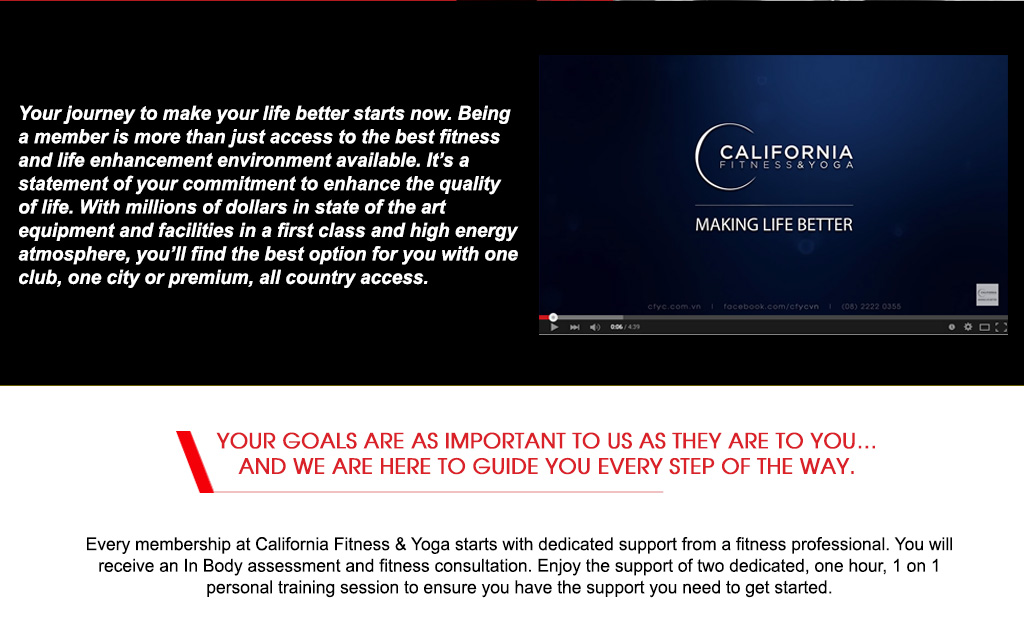 Your journey to make your life better starts now. Being
a member is more than just access to the best fitness
and life enhancement environment available. It’s a
statement of your commitment to enhance the quality
of life. With millions of dollars in state of the art
equipment and facilities in a first class and high energy
atmosphere, you’ll find the best option for you with one
club, one city or premium, all country access.
CALIFORNIA
FITNESS&YOGA
MAKING LIFE BETTER
cfyc.com.vn | facebook.com/cfycvn | (08) 2222 0355
0:06 / 4:39
YOUR GOALS ARE AS IMPORTANT TO US AS THEY ARE TO YOU...
AND WE ARE HERE TO GUIDE YOU EVERY STEP OF THE WAY.
Every membership at California Fitness & Yoga starts with dedicated support from a fitness professional. You will
receive an In Body assessment and fitness consultation. Enjoy the support of two dedicated, one hour, 1 on 1
personal training session to ensure you have the support you need to get started.